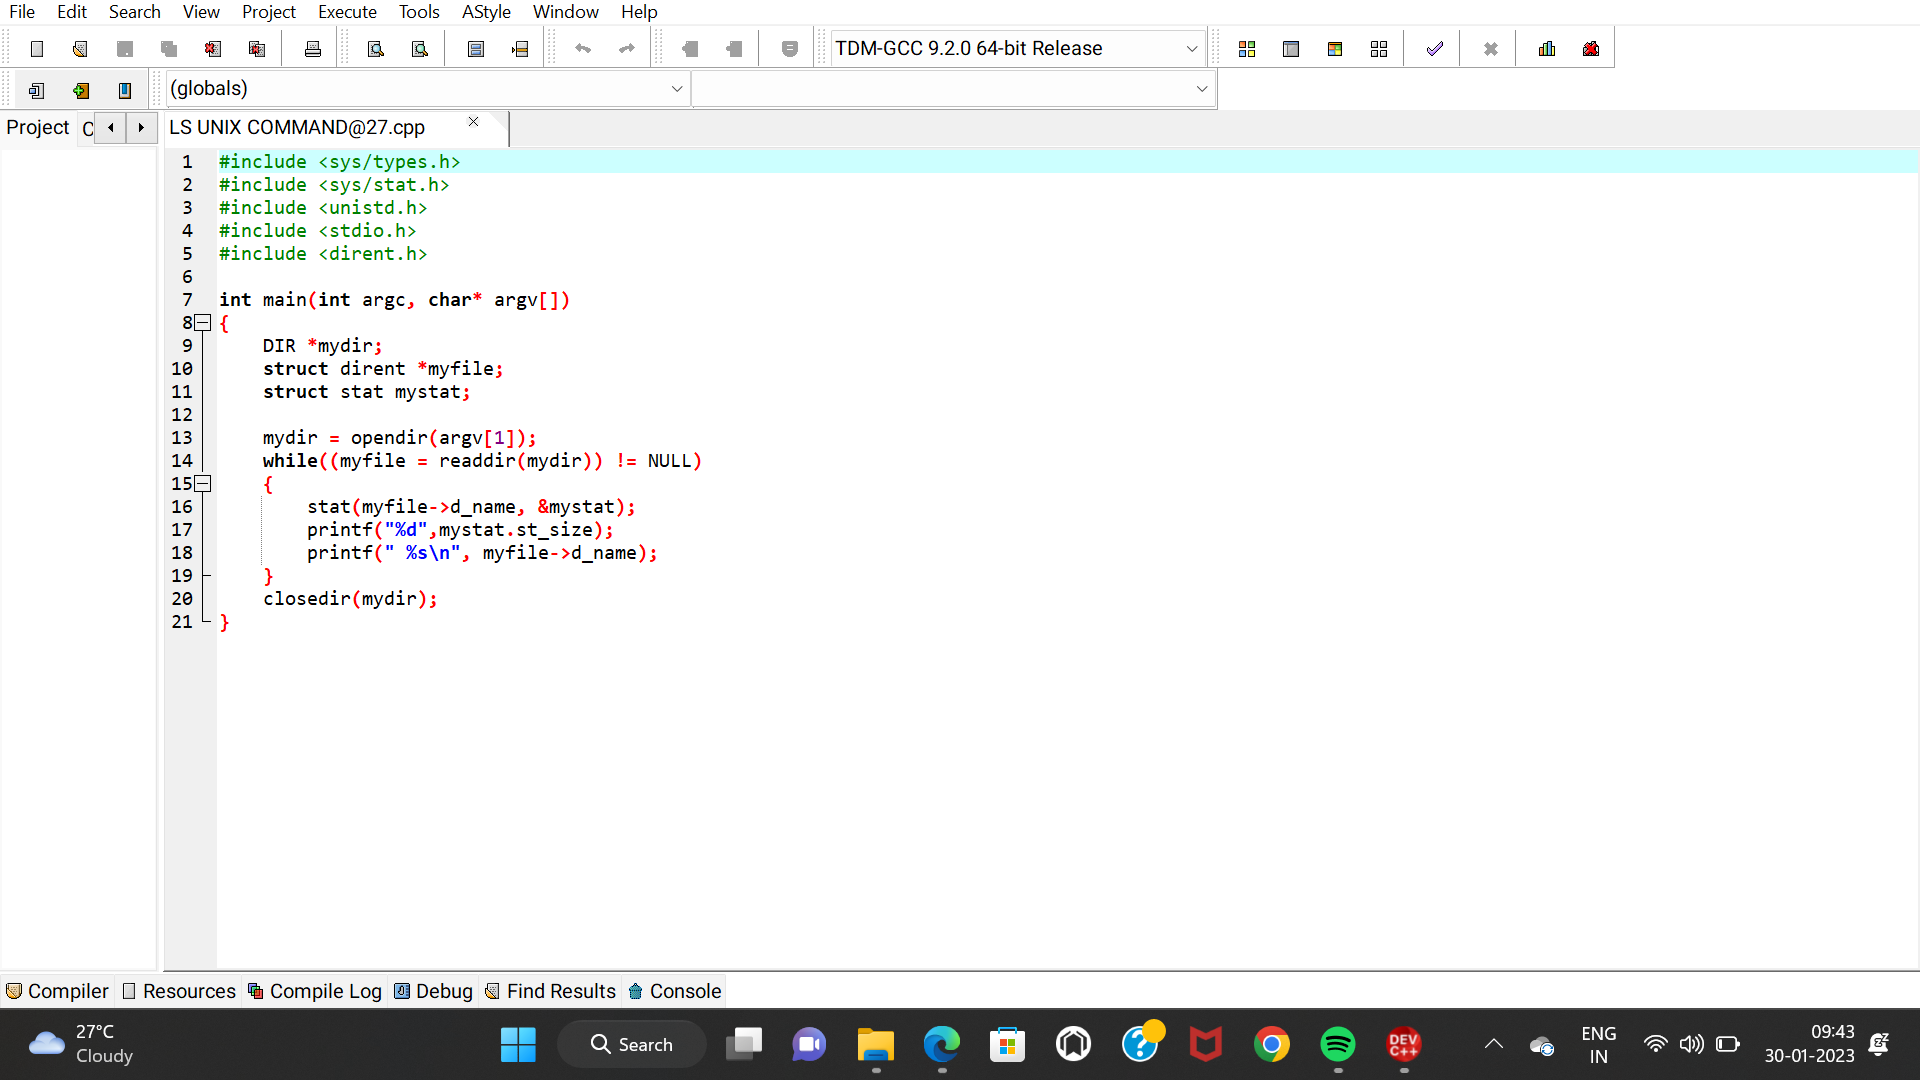 File Edit Search View Project Execute Tools AStyle Window Help
TDM-GCC 9.2.0 64-bit Release
(globals)
Project C LS UNIX COMMAND@27.cpp
1 #include <sys/types.h>
2 #include <sys/stat.h>
3 #include <unistd.h>
4 #include <stdio.h>
5 #include <dirent.h>
6
7 int main(int argc, char* argv[])
8 {
9 DIR *mydir;
10 struct dirent *myfile;
11 struct stat mystat;
12
13 mydir = opendir(argv[1]);
14 while((myfile = readdir(mydir)) != NULL)
15 {
16 stat(myfile->d_name, &mystat);
17 printf("%d",mystat.st_size);
18 printf(" %s\n", myfile->d_name);
19 }
20 closedir(mydir);
21 }
Compiler Resources Compile Log Debug Find Results Console
27°C
Cloudy
Search
DEV
C++
ENG
IN
09:43
30-01-2023